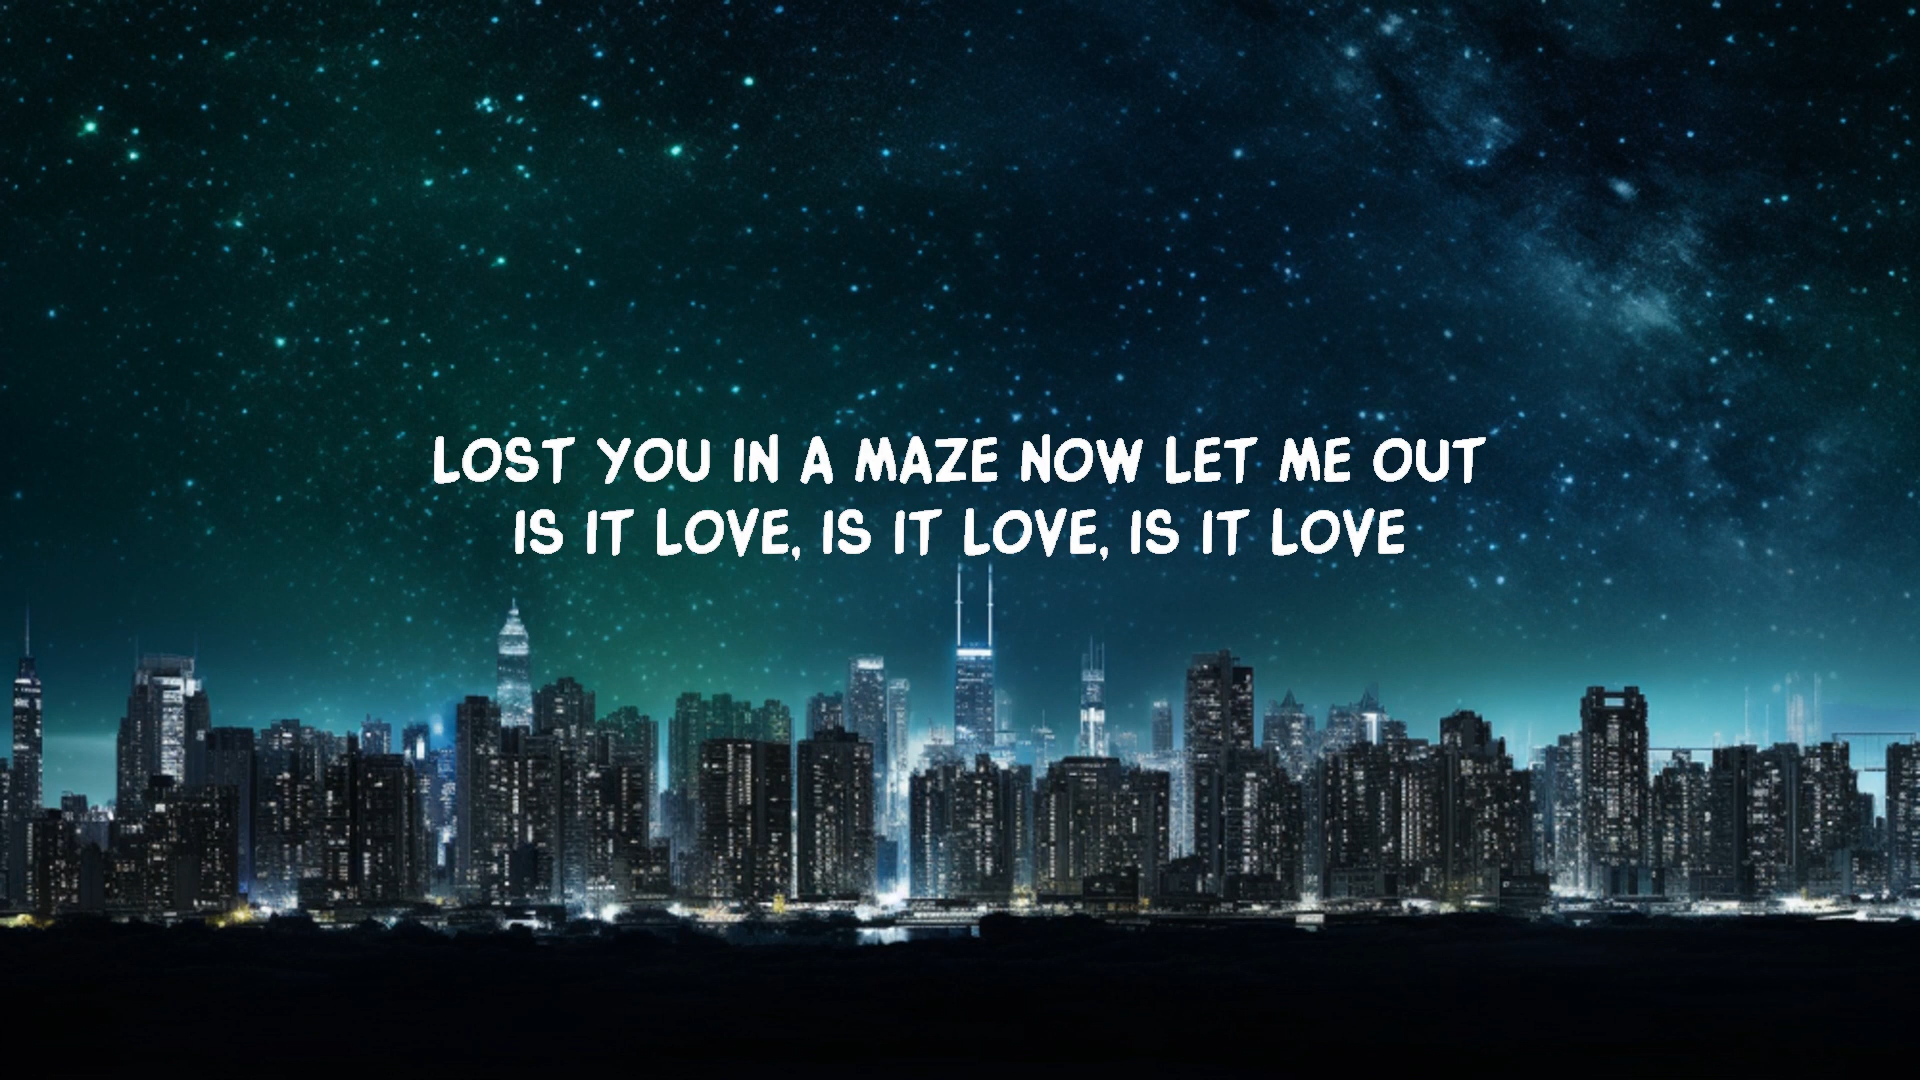 LOST YOU IN A MAZE NOW LET ME OUT
IS IT LOVE, IS IT LOVE, IS IT LOVE